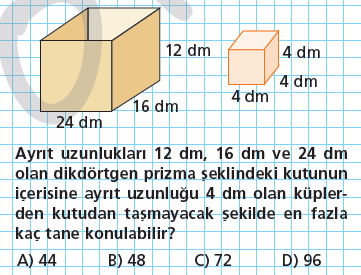 12 dm
16 dm
24 dm
4 dm
4 dm
4 dm
Ayrıt uzunlukları 12 dm, 16 dm ve 24 dm
olan dikdörtgen prizma şeklindeki kutunun
içerisine ayrıt uzunluğu 4 dm olan küpler-
den kutudan taşmayacak şekilde en fazla
kaç tane konulabilir?
A) 44 B) 48 C) 72 D) 96